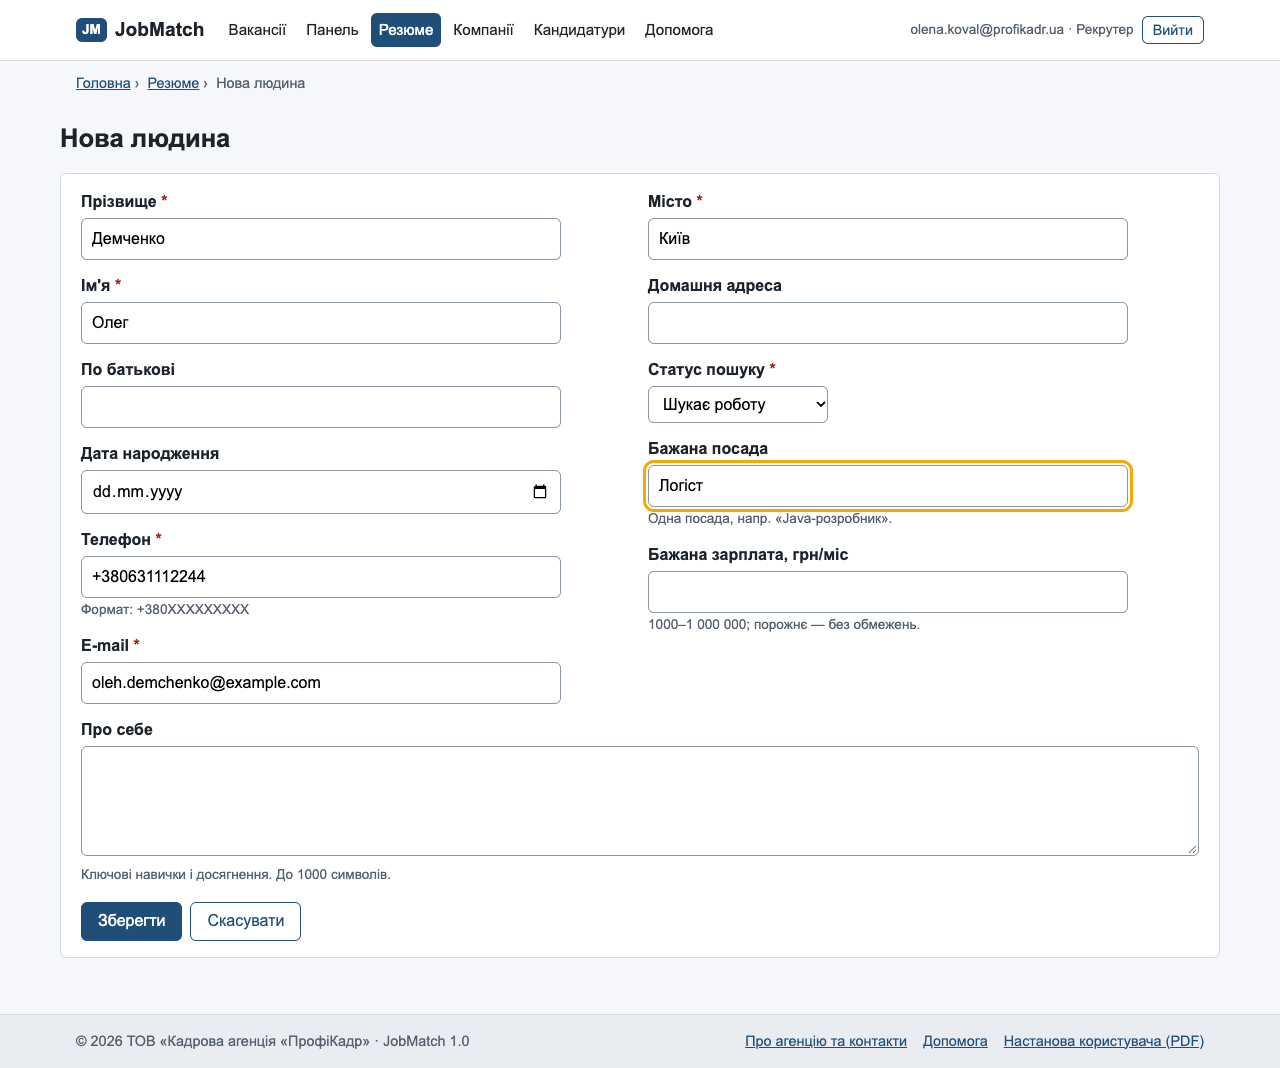 JM JobMatch Вакансії Панель Резюме Компанії Кандидатури Допомога olena.koval@profikadr.ua · Рекрутер Вийти
Головна › Резюме › Нова людина
Нова людина
Прізвище *
Демченко
Ім'я *
Олег
По батькові
Дата народження
dd.mm.yyyy
Телефон *
+380631112244
Формат: +380XXXXXXXXX
E-mail *
oleh.demchenko@example.com
Місто *
Київ
Домашня адреса
Статус пошуку *
Шукає роботу
Бажана посада
Логіст
Одна посада, напр. «Java-розробник».
Бажана зарплата, грн/міс
1000–1 000 000; порожнє — без обмежень.
Про себе
Ключові навички і досягнення. До 1000 символів.
Зберегти Скасувати
© 2026 ТОВ «Кадрова агенція «ПрофіКадр» · JobMatch 1.0 Про агенцію та контакти Допомога Настанова користувача (PDF)